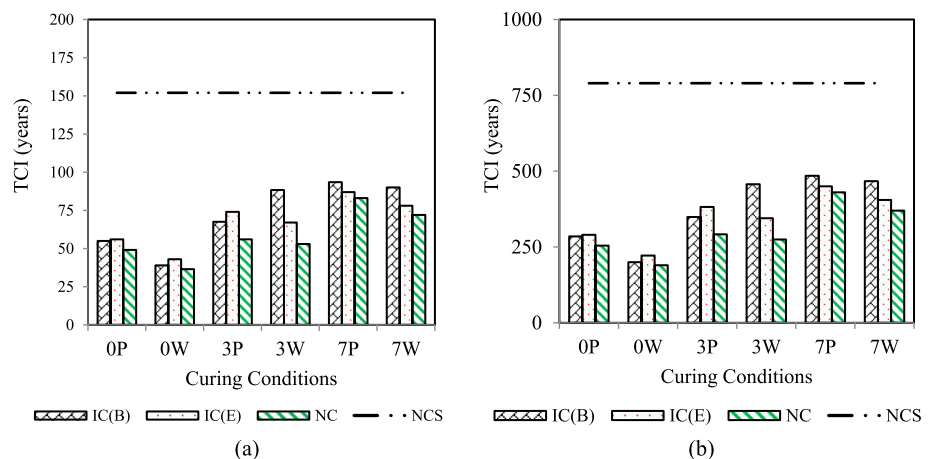 TCI (years)
200
175
150
125
100
75
50
25
0
0P 0W 3P 3W 7P 7W
Curing Conditions
IC(B) IC(E) NC NCS
(a)
TCI (years)
1000
750
500
250
0
0P 0W 3P 3W 7P 7W
Curing Conditions
IC(B) IC(E) NC NCS
(b)